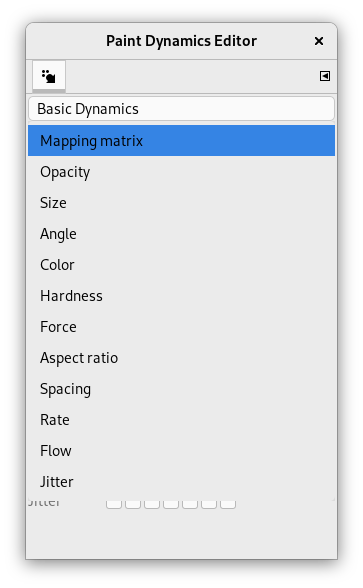 Paint Dynamics Editor
Basic Dynamics
Mapping matrix
Opacity
Size
Angle
Color
Hardness
Force
Aspect ratio
Spacing
Rate
Flow
Jitter
Jitter